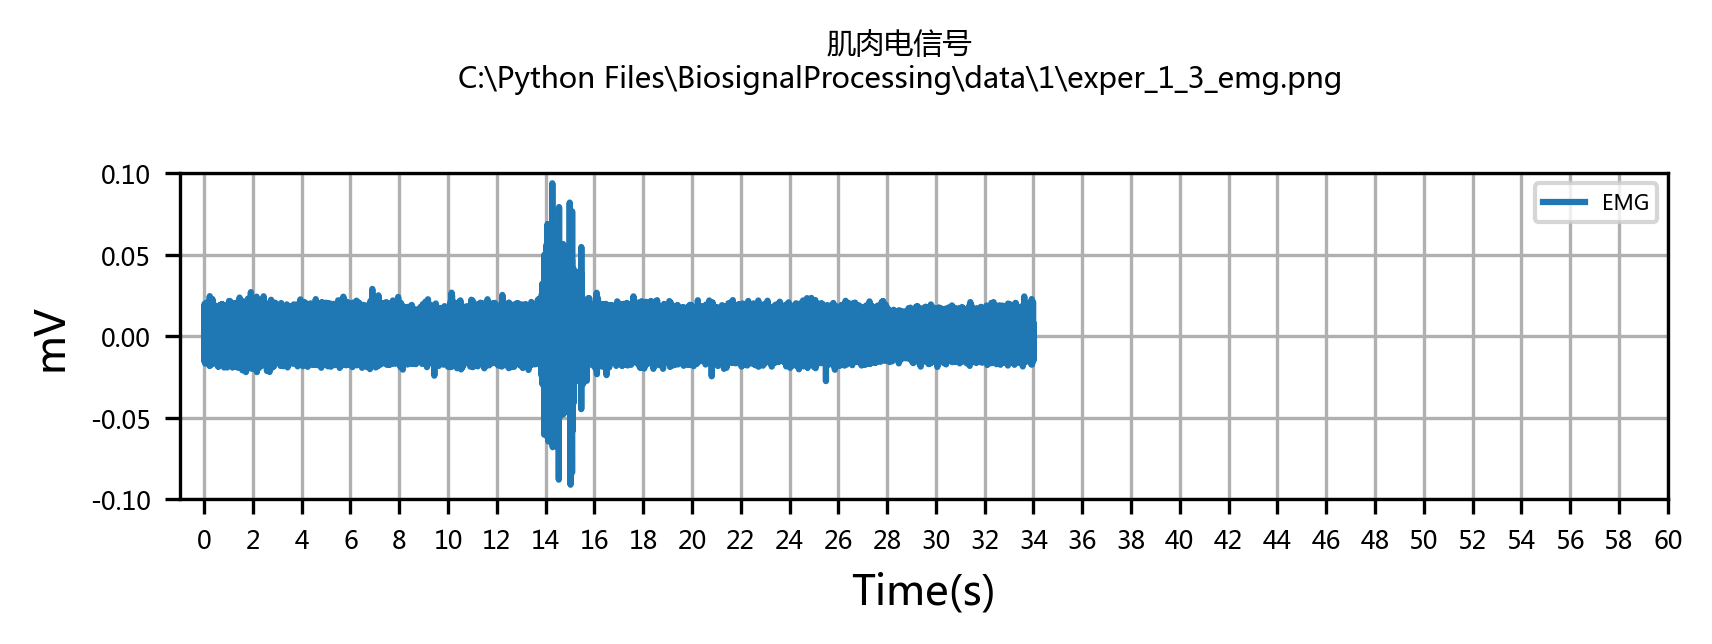 肌肉电信号
C:\Python Files\BiosignalProcessing\data\1\exper_1_3_emg.png
0.10
0.05
0.00
-0.05
-0.10
mV
EMG
0 2 4 6 8 10 12 14 16 18 20 22 24 26 28 30 32 34 36 38 40 42 44 46 48 50 52 54 56 58 60
Time(s)